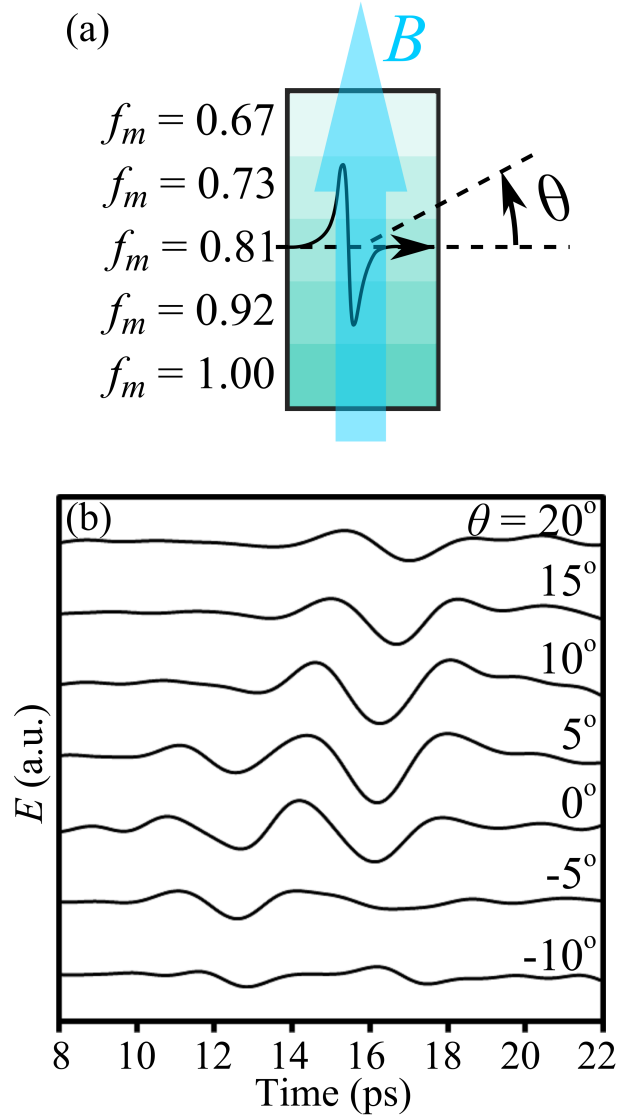 (a)
B
f_m = 0.67
f_m = 0.73
f_m = 0.81
f_m = 0.92
f_m = 1.00
θ
(b)
θ = 20°
15°
10°
5°
0°
-5°
-10°
E (a.u.)
8 10 12 14 16 18 20 22
Time (ps)